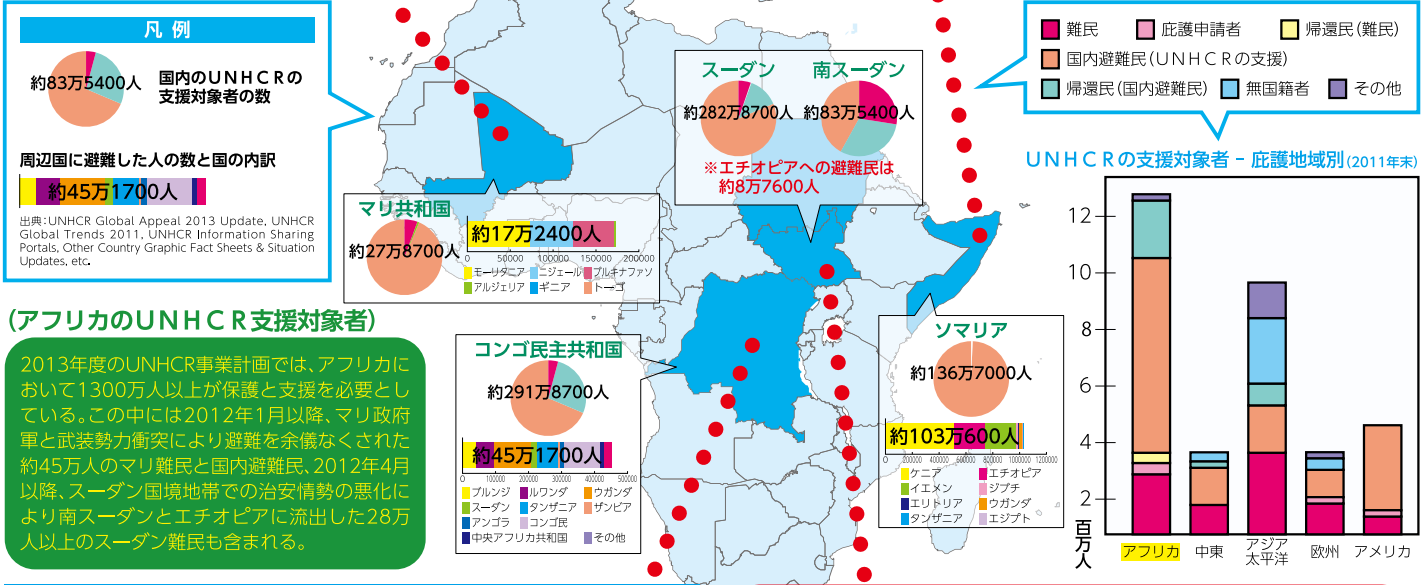 凡 例
約83万5400人
国内のUNHCRの
支援対象者の数
周辺国に避難した人の数と国の内訳
約45万1700人
出典：UNHCR Global Appeal 2013 Update, UNHCR
Global Trends 2011, UNHCR Information Sharing
Portals, Other Country Graphic Fact Sheets & Situation
Updates, etc.
(アフリカのUNHCR支援対象者)
2013年度のUNHCR事業計画では、アフリカに
おいて1300万人以上が保護と支援を必要とし
ている。この中には2012年1月以降、マリ政府
軍と武装勢力衝突により避難を余儀なくされた
約45万人のマリ難民と国内避難民、2012年4月
以降、スーダン国境地帯での治安情勢の悪化に
より南スーダンとエチオピアに流出した28万
人以上のスーダン難民も含まれる。
マリ共和国
約27万8700人
約17万2400人
0 50000 100000 150000 200000
モーリタニア ニジェール ブルキナファソ
アルジェリア ギニア トーゴ
スーダン 南スーダン
約282万8700人 約83万5400人
※エチオピアへの避難民は
約8万7600人
コンゴ民主共和国
約291万8700人
約45万1700人
0 100000 200000 300000 400000 500000
ブルンジ ルワンダ ウガンダ
スーダン タンザニア ザンビア
アンゴラ コンゴ民
中央アフリカ共和国 その他
ソマリア
約136万7000人
約103万600人
0 200000 400000 600000 800000 1000000 1200000
ケニア エチオピア
イエメン ジプチ
エリトリア ウガンダ
タンザニア エジプト
難民 庇護申請者 帰還民(難民)
国内避難民(UNHCRの支援)
帰還民(国内避難民) 無国籍者 その他
UNHCRの支援対象者 − 庇護地域別(2011年末)
12
10
8
6
4
2
百万人
アフリカ 中東 アジア太平洋 欧州 アメリカ